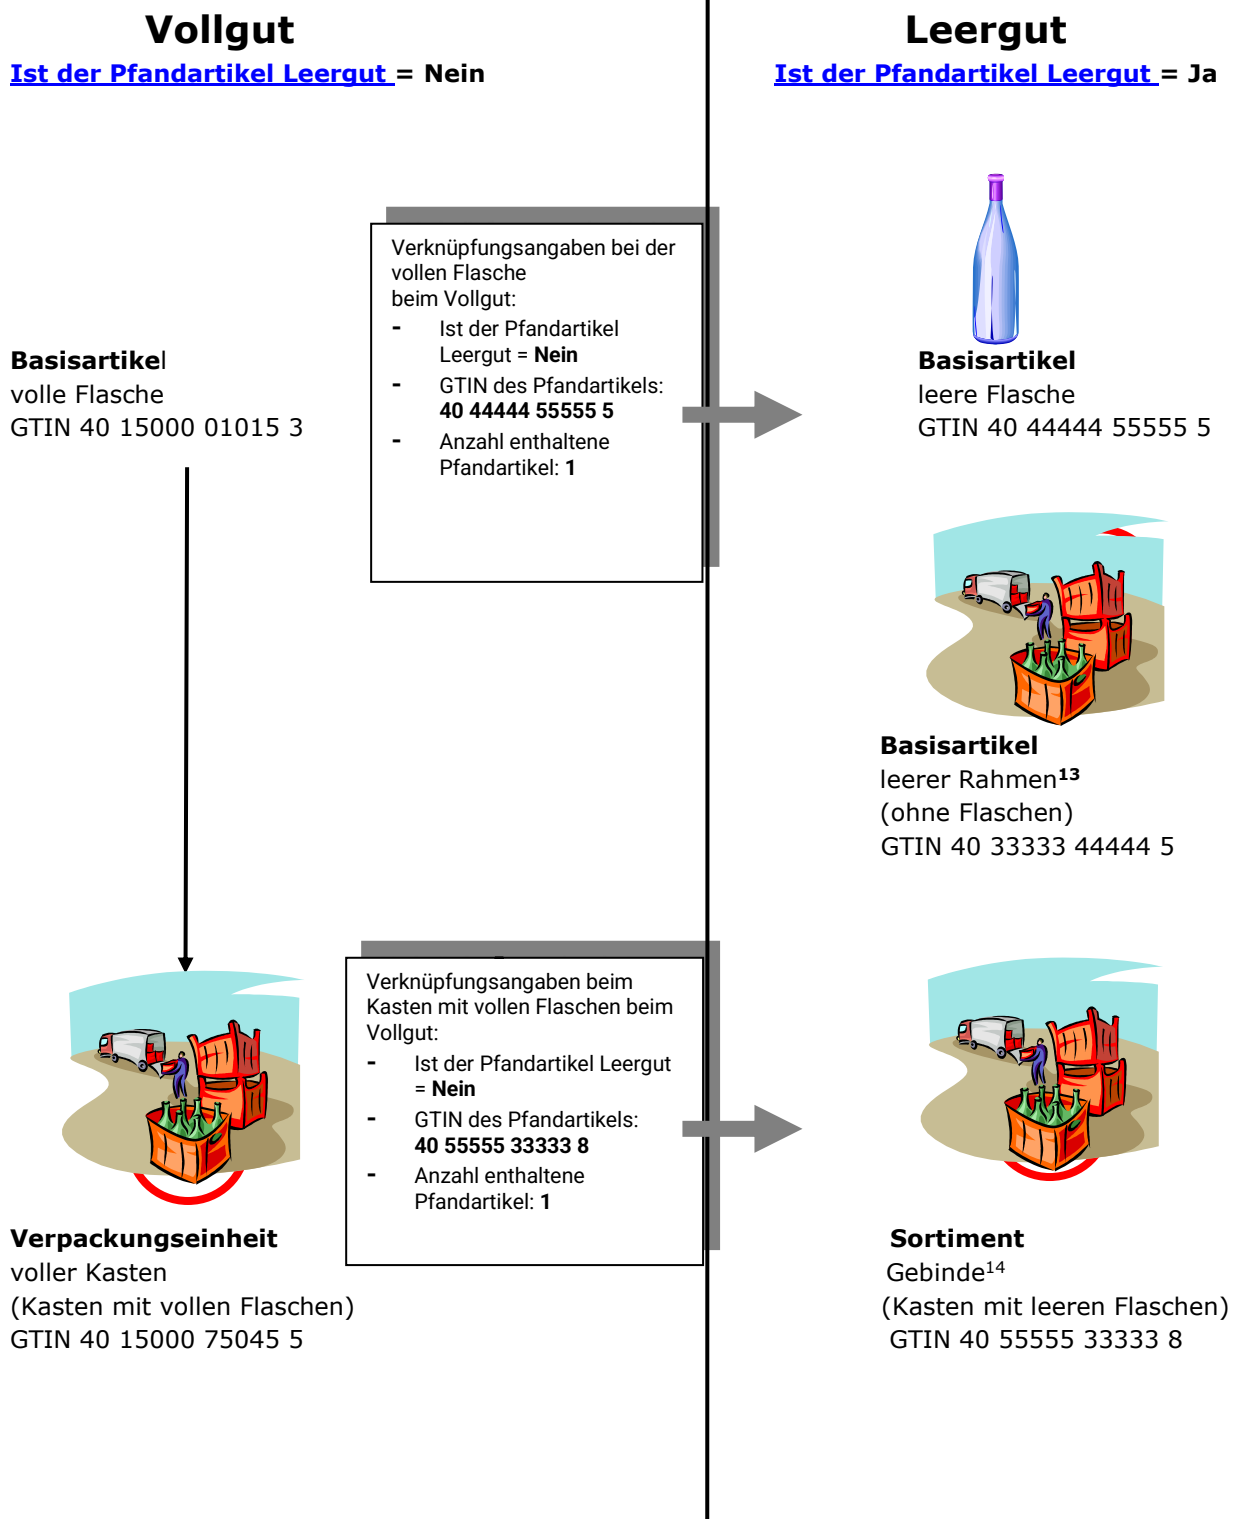 Vollgut
Ist der Pfandartikel Leergut = Nein
Leergut
Ist der Pfandartikel Leergut = Ja
Verknüpfungsangaben bei der
vollen Flasche
beim Vollgut:
- Ist der Pfandartikel
Leergut = Nein
- GTIN des Pfandartikels:
40 44444 55555 5
- Anzahl enthaltene
Pfandartikel: 1
Basisartikel
volle Flasche
GTIN 40 15000 01015 3
Basisartikel
leere Flasche
GTIN 40 44444 55555 5
Basisartikel
leerer Rahmen13
(ohne Flaschen)
GTIN 40 33333 44444 5
Verknüpfungsangaben beim
Kasten mit vollen Flaschen beim
Vollgut:
- Ist der Pfandartikel Leergut
= Nein
- GTIN des Pfandartikels:
40 55555 33333 8
- Anzahl enthaltene
Pfandartikel: 1
Verpackungseinheit
voller Kasten
(Kasten mit vollen Flaschen)
GTIN 40 15000 75045 5
Sortiment
Gebinde14
(Kasten mit leeren Flaschen)
GTIN 40 55555 33333 8